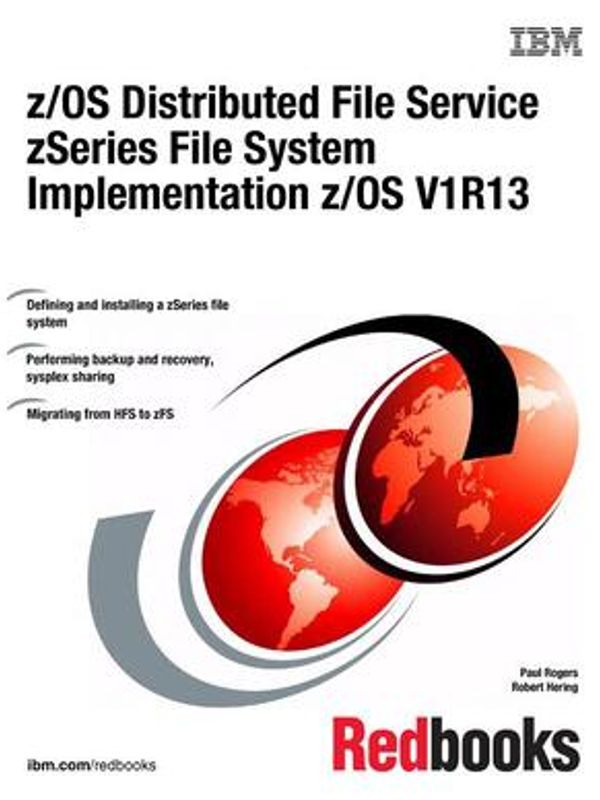 IBM
z/OS Distributed File Service
zSeries File System
Implementation z/OS V1R13
Defining and installing a zSeries file
system
Performing backup and recovery,
sysplex sharing
Migrating from HFS to zFS
Paul Rogers
Robert Hering
ibm.com/redbooks
Redbooks